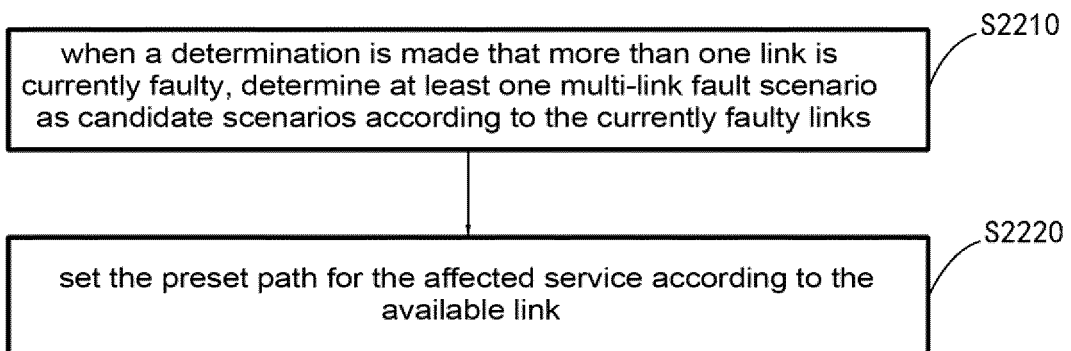 S2210
when a determination is made that more than one link is
currently faulty, determine at least one multi-link fault scenario
as candidate scenarios according to the currently faulty links
S2220
set the preset path for the affected service according to the
available link